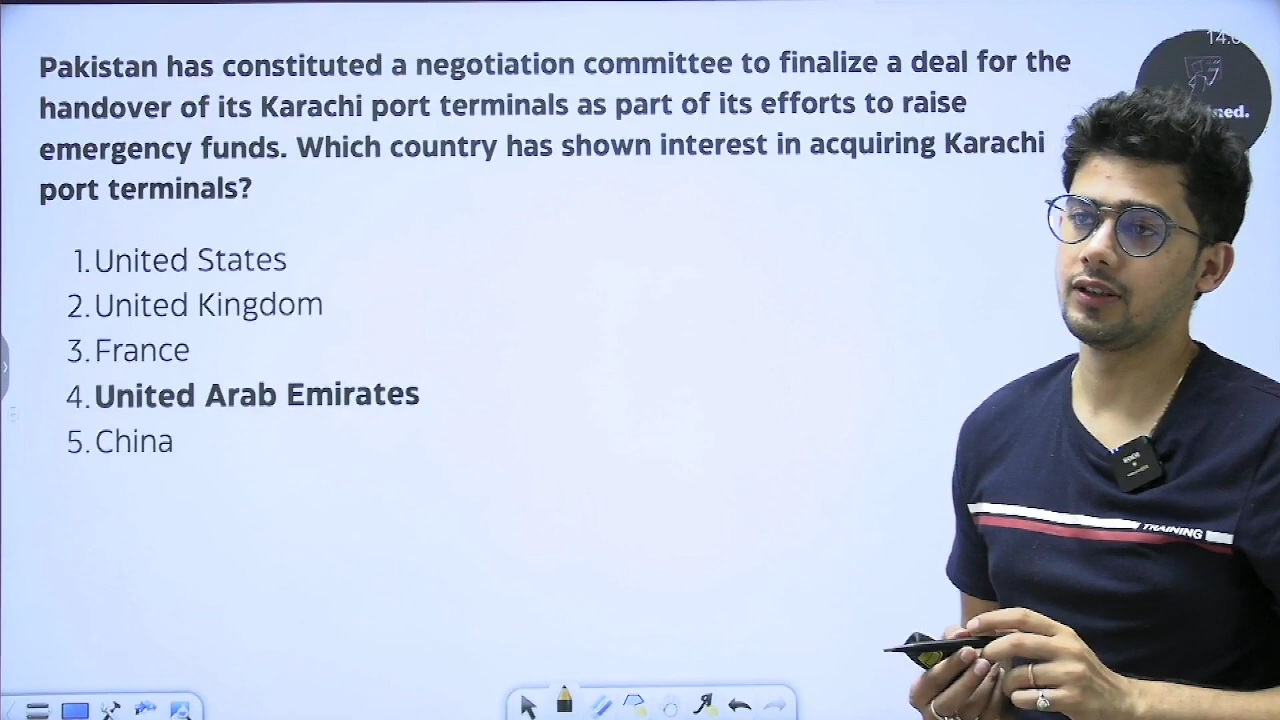 Pakistan has constituted a negotiation committee to finalize a deal for the
handover of its Karachi port terminals as part of its efforts to raise
emergency funds. Which country has shown interest in acquiring Karachi
port terminals?
1. United States
2. United Kingdom
3. France
4. United Arab Emirates
5. China
ned.
TRAINING